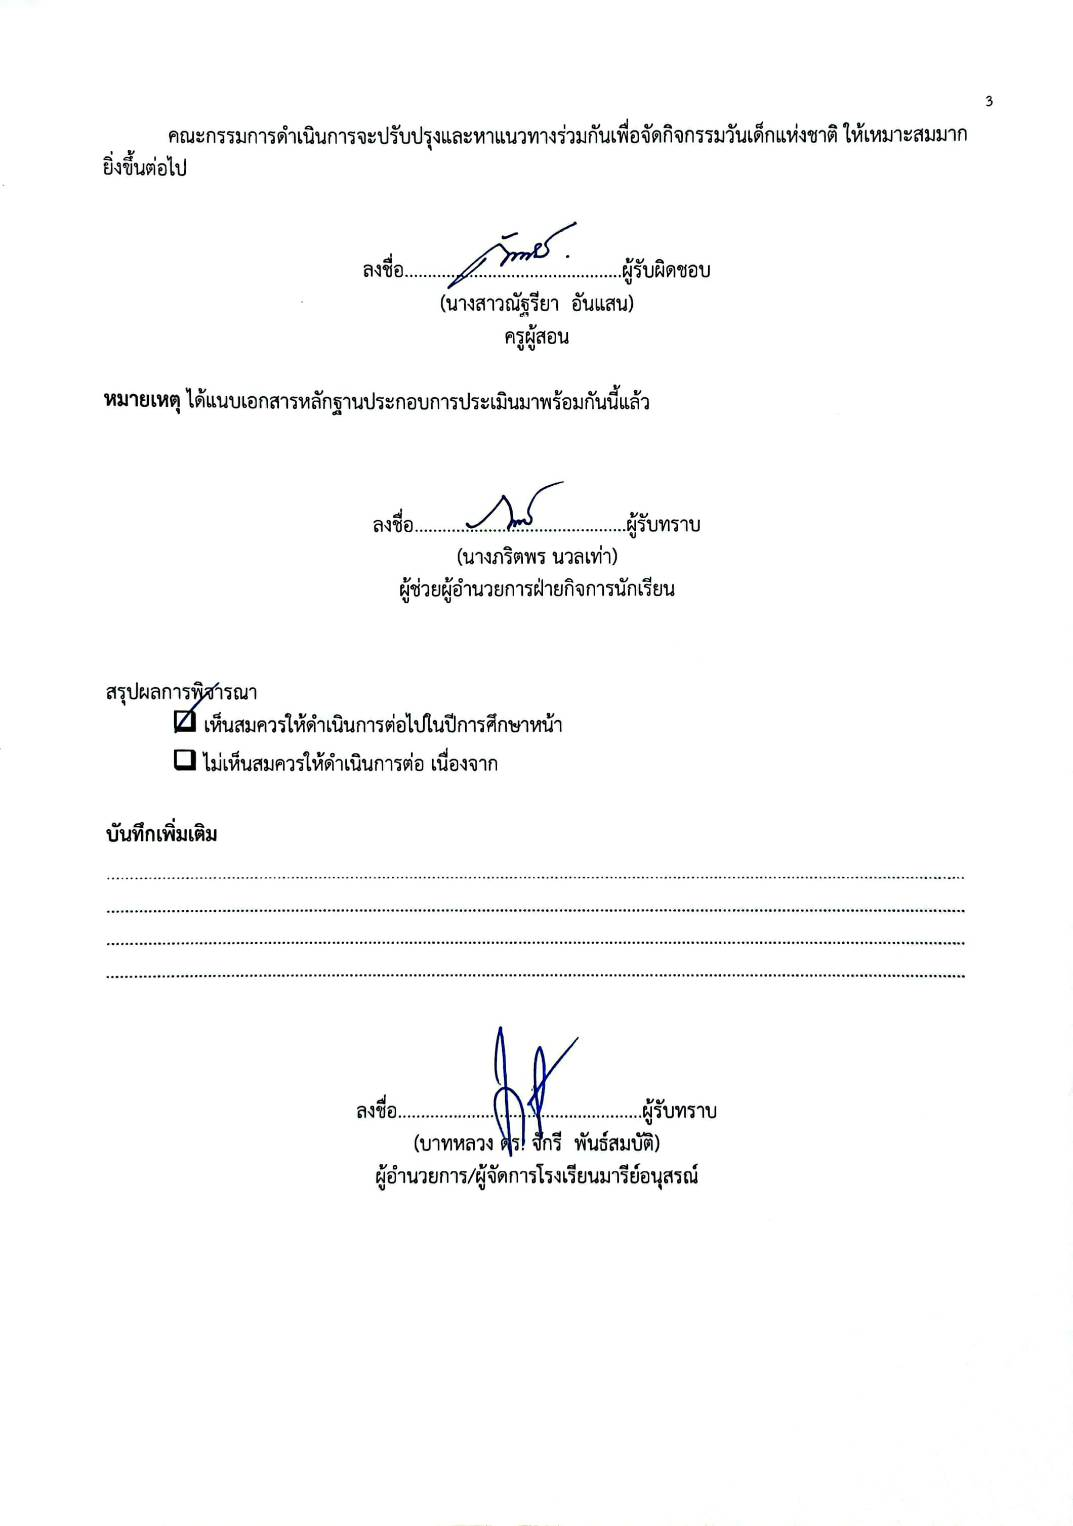 3
คณะกรรมการดำเนินการจะปรับปรุงและหาแนวทางร่วมกันเพื่อจัดกิจกรรมวันเด็กแห่งชาติ ให้เหมาะสมมาก
ยิ่งขึ้นต่อไป
ลงชื่อ..............................................ผู้รับผิดชอบ
(นางสาวณัฐรียา อันแสน)
ครูผู้สอน
หมายเหตุ ได้แนบเอกสารหลักฐานประกอบการประเมินมาพร้อมกันนี้แล้ว
ลงชื่อ..............................................ผู้รับทราบ
(นางภริตพร นวลเท่า)
ผู้ช่วยผู้อำนวยการฝ่ายกิจการนักเรียน
สรุปผลการพิจารณา
☑ เห็นสมควรให้ดำเนินการต่อไปในปีการศึกษาหน้า
☐ ไม่เห็นสมควรให้ดำเนินการต่อ เนื่องจาก
บันทึกเพิ่มเติม
ลงชื่อ....................................................ผู้รับทราบ
(บาทหลวง ดร. จักรี พันธ์สมบัติ)
ผู้อำนวยการ/ผู้จัดการโรงเรียนมารีย์อนุสรณ์